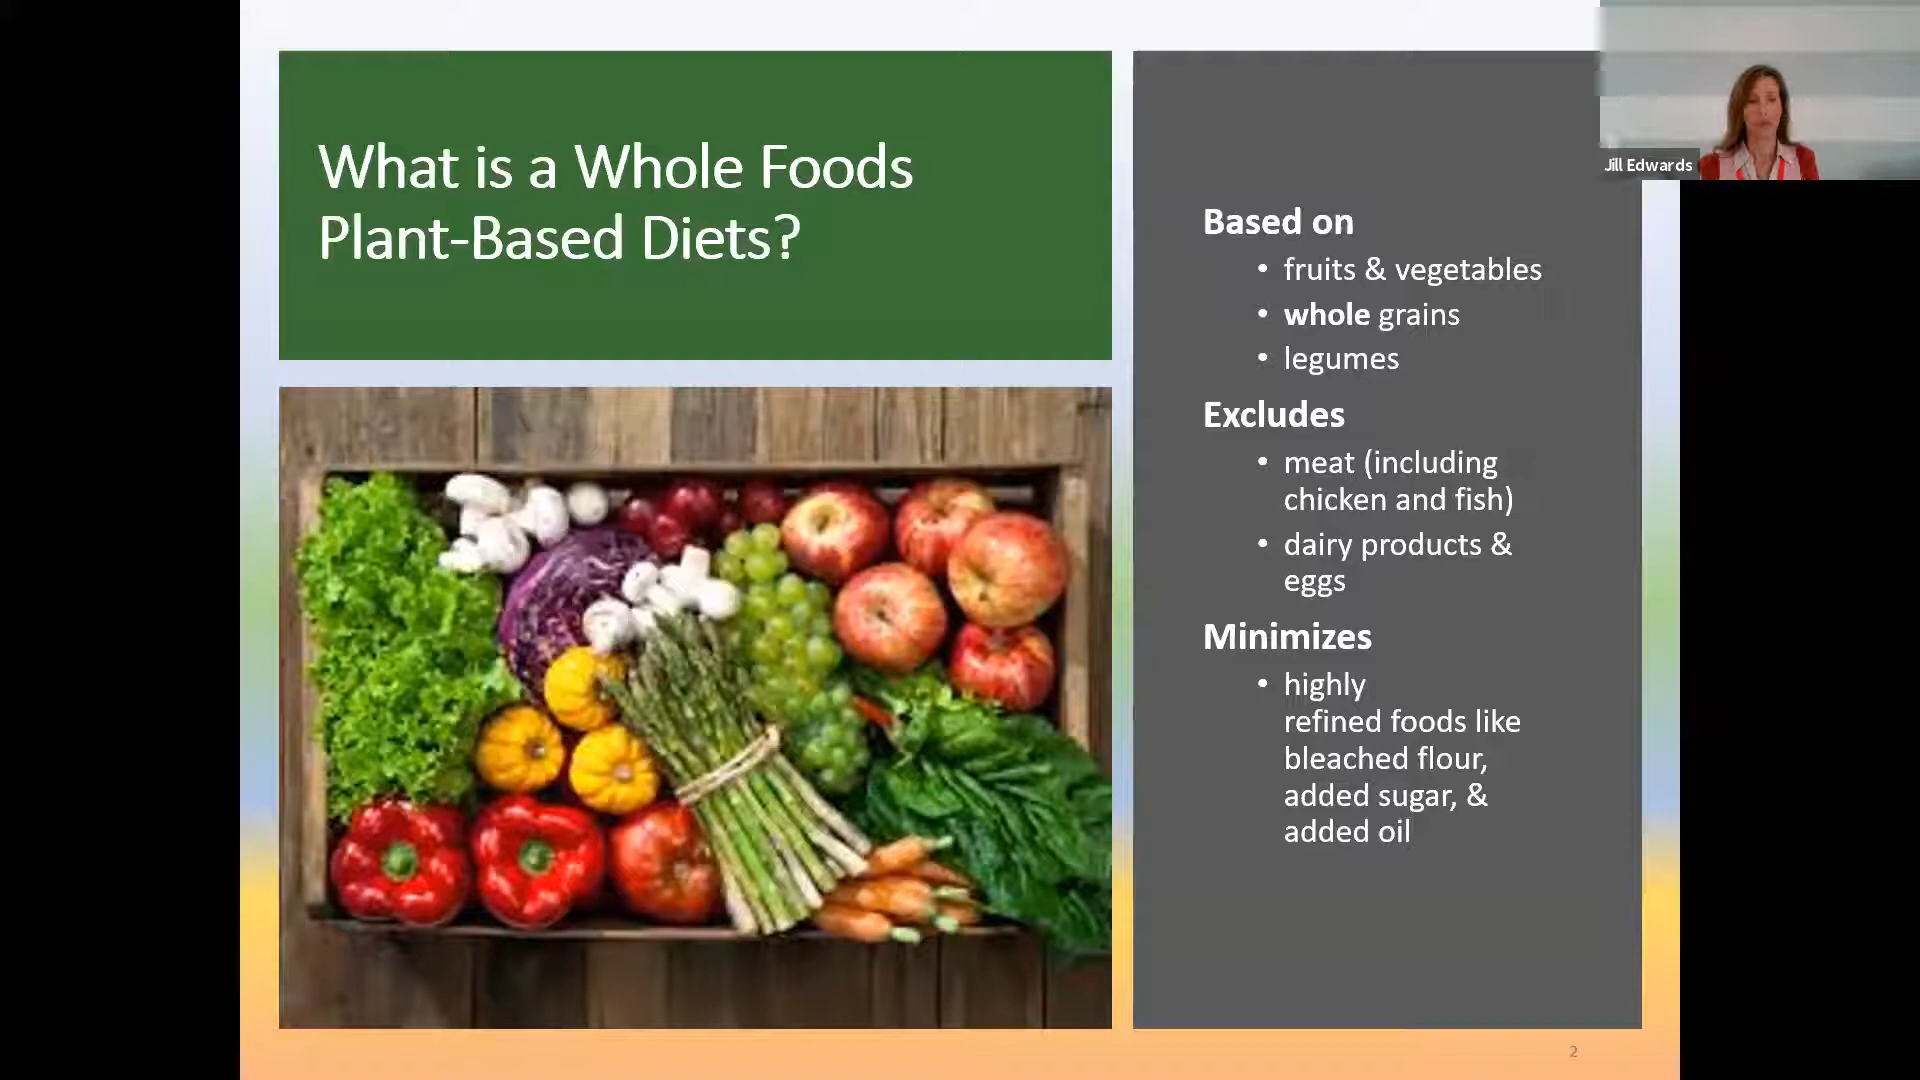 What is a Whole Foods
Plant-Based Diets?
Jill Edwards
Based on
• fruits & vegetables
• whole grains
• legumes
Excludes
• meat (including
chicken and fish)
• dairy products &
eggs
Minimizes
• highly
refined foods like
bleached flour,
added sugar, &
added oil
2